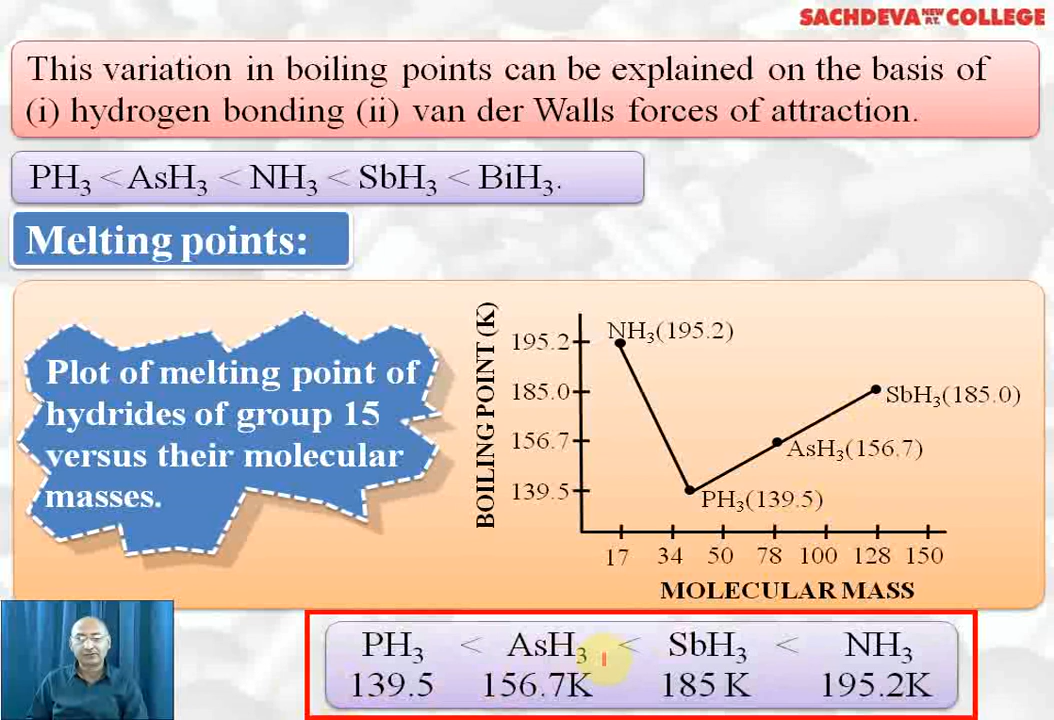 SACHDEVA NEW PT. COLLEGE
This variation in boiling points can be explained on the basis of
(i) hydrogen bonding (ii) van der Walls forces of attraction.
PH₃ < AsH₃ < NH₃ < SbH₃ < BiH₃.
Melting points:
Plot of melting point of
hydrides of group 15
versus their molecular
masses.
BOILING POINT (K)
195.2
185.0
156.7
139.5
NH₃(195.2)
SbH₃(185.0)
AsH₃(156.7)
PH₃(139.5)
17 34 50 78 100 128 150
MOLECULAR MASS
PH₃ < AsH₃ < SbH₃ < NH₃
139.5 156.7K 185 K 195.2K